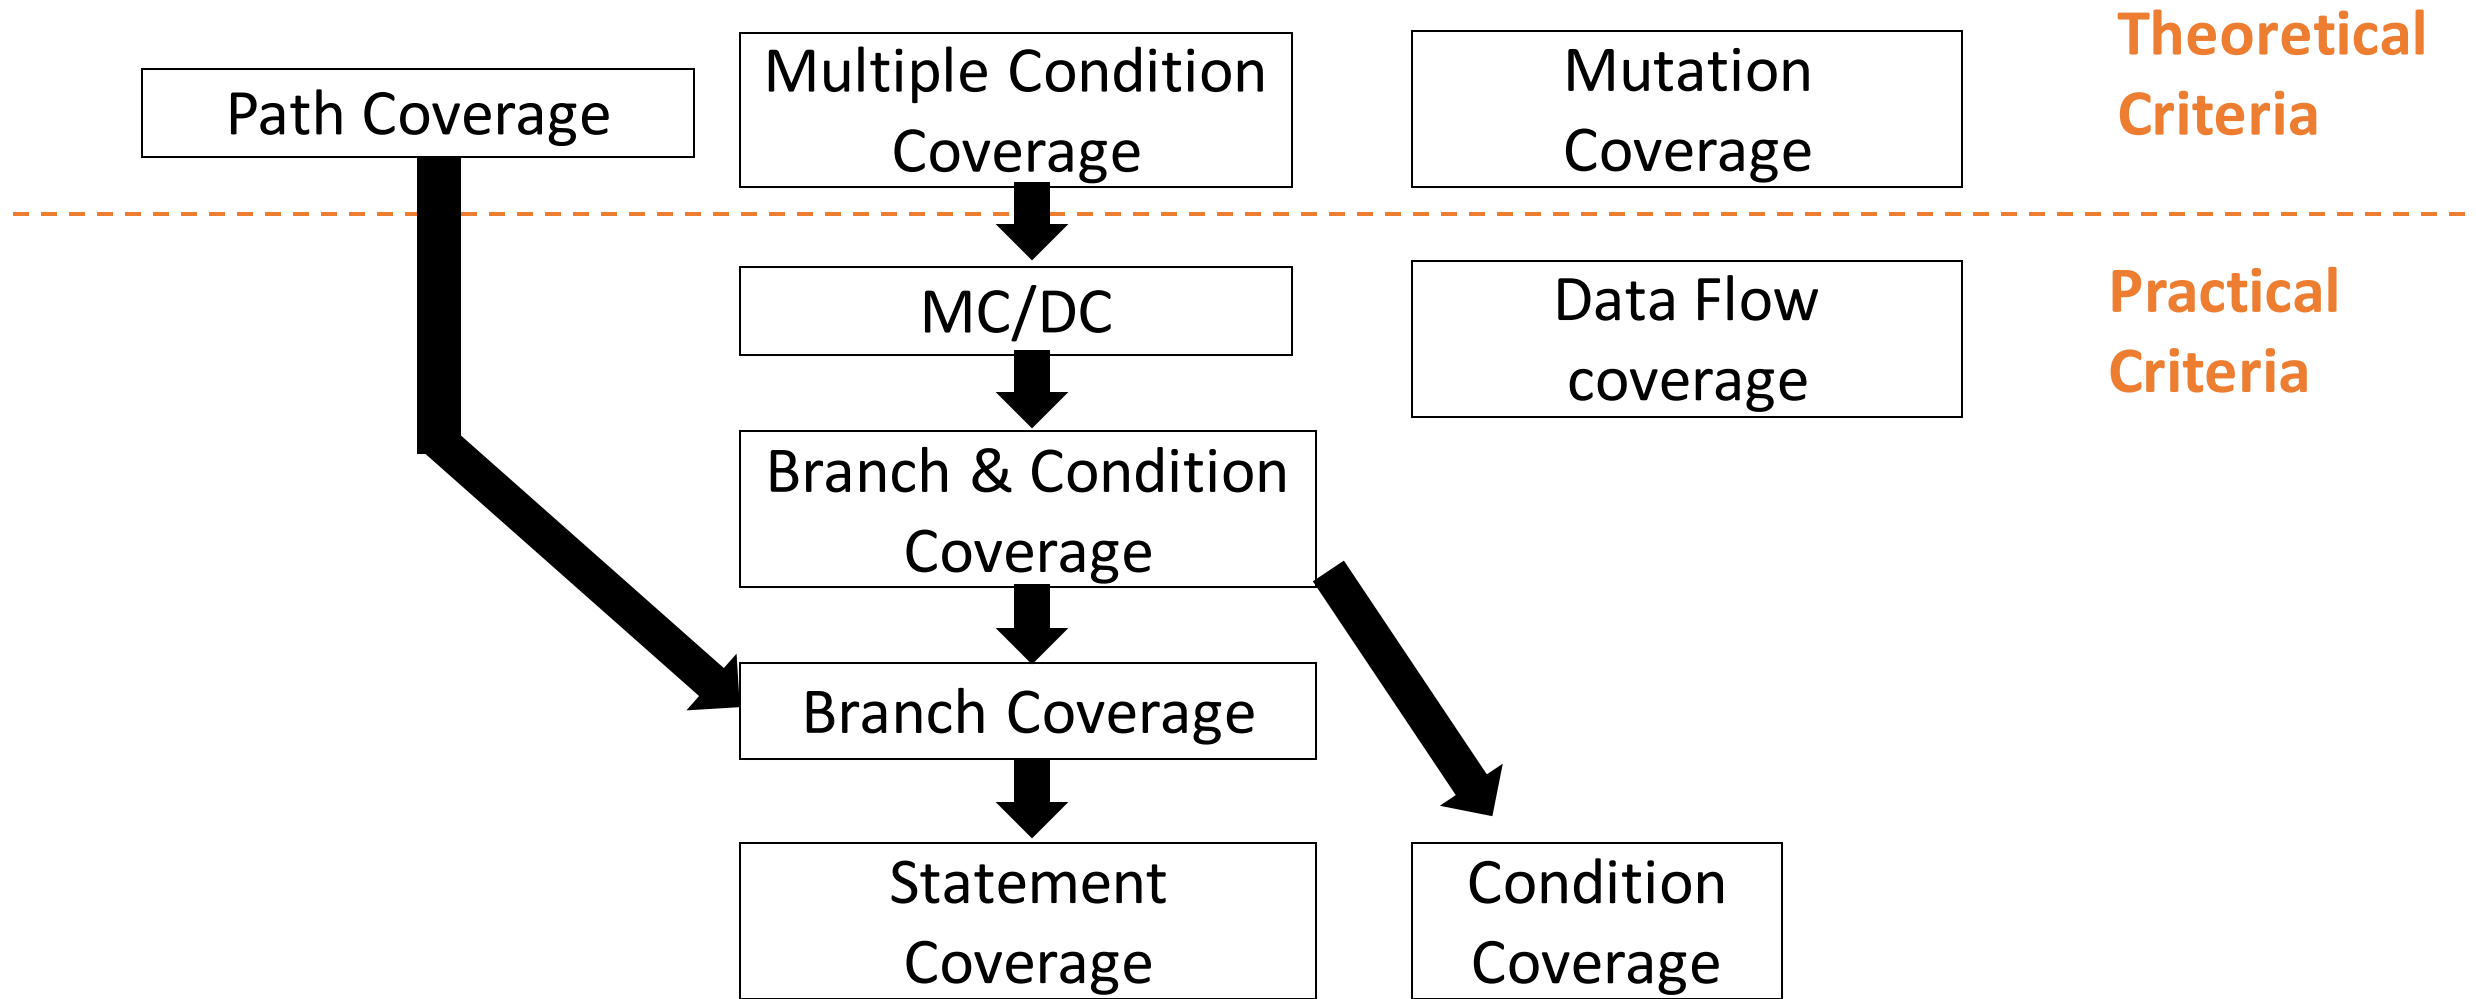 Path Coverage
Multiple Condition
Coverage
Mutation
Coverage
Theoretical
Criteria
MC/DC
Data Flow
coverage
Practical
Criteria
Branch & Condition
Coverage
Branch Coverage
Statement
Coverage
Condition
Coverage